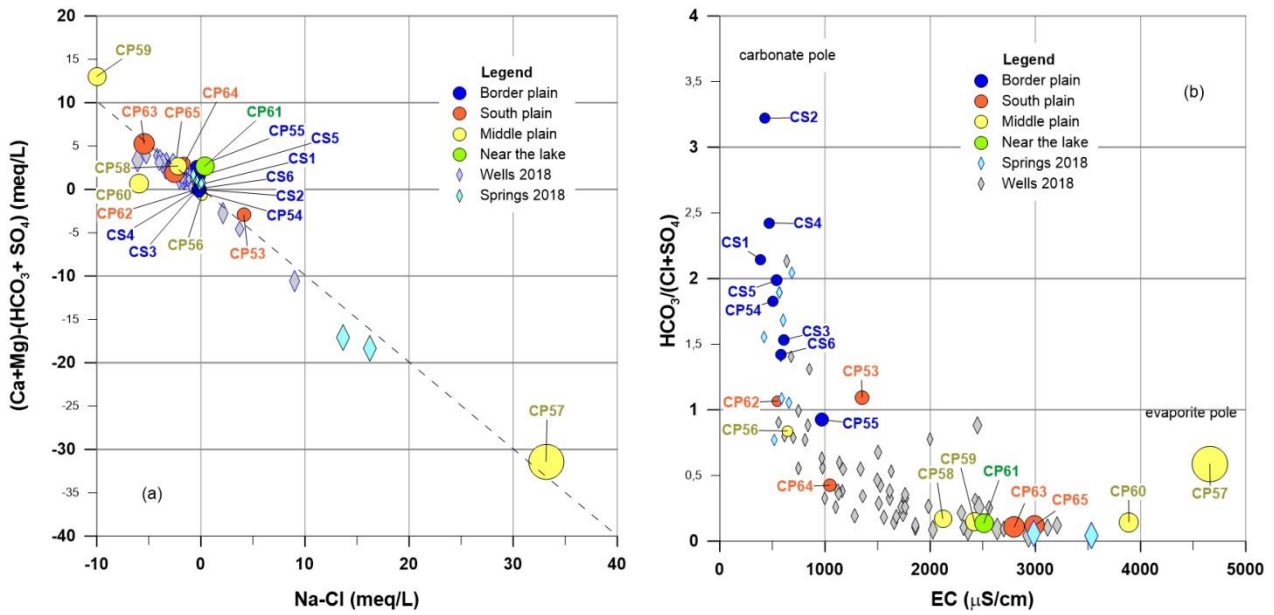 20
15
10
5
0
-5
-10
-15
-20
-25
-30
-35
-40
-10
0
10
20
30
40
(Ca+Mg)-(HCO3+ SO4) (meq/L)
Na-Cl (meq/L)
CP59
CP63
CP65
CP64
CP61
CP55
CS5
CS1
CS6
CS2
CP54
CP58
CP60
CP62
CS4
CS3
CP56
CP53
CP57
Legend
Border plain
South plain
Middle plain
Near the lake
Wells 2018
Springs 2018
(a)
4
3,5
3
2,5
2
1,5
1
0,5
0
0
1000
2000
3000
4000
5000
HCO3/(Cl+SO4)
EC (µS/cm)
carbonate pole
Legend
Border plain
South plain
Middle plain
Near the lake
Springs 2018
Wells 2018
(b)
CS2
CS4
CS1
CS5
CP54
CS3
CS6
CP53
CP62
CP55
evaporite pole
CP56
CP64
CP58
CP59
CP61
CP63
CP65
CP60
CP57